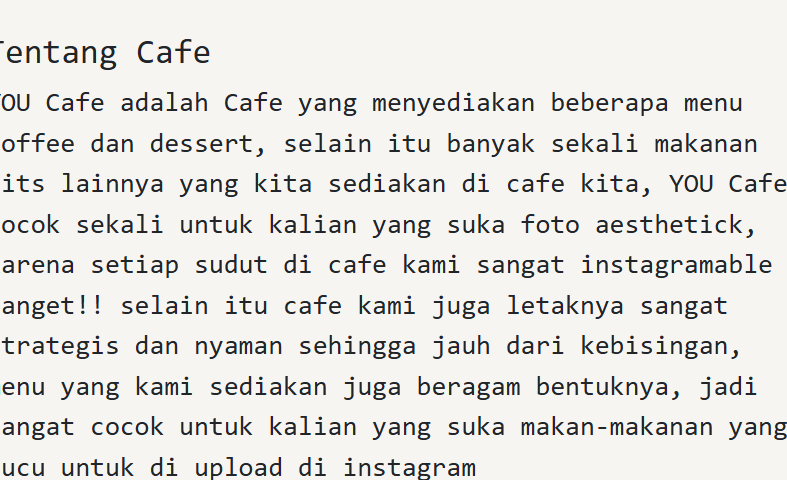 Tentang Cafe
YOU Cafe adalah Cafe yang menyediakan beberapa menu
offee dan dessert, selain itu banyak sekali makanan
its lainnya yang kita sediakan di cafe kita, YOU Cafe
ocok sekali untuk kalian yang suka foto aesthetick,
arena setiap sudut di cafe kami sangat instagramable
anget!! selain itu cafe kami juga letaknya sangat
trategis dan nyaman sehingga jauh dari kebisingan,
enu yang kami sediakan juga beragam bentuknya, jadi
angat cocok untuk kalian yang suka makan-makanan yang
ucu untuk di upload di instagram